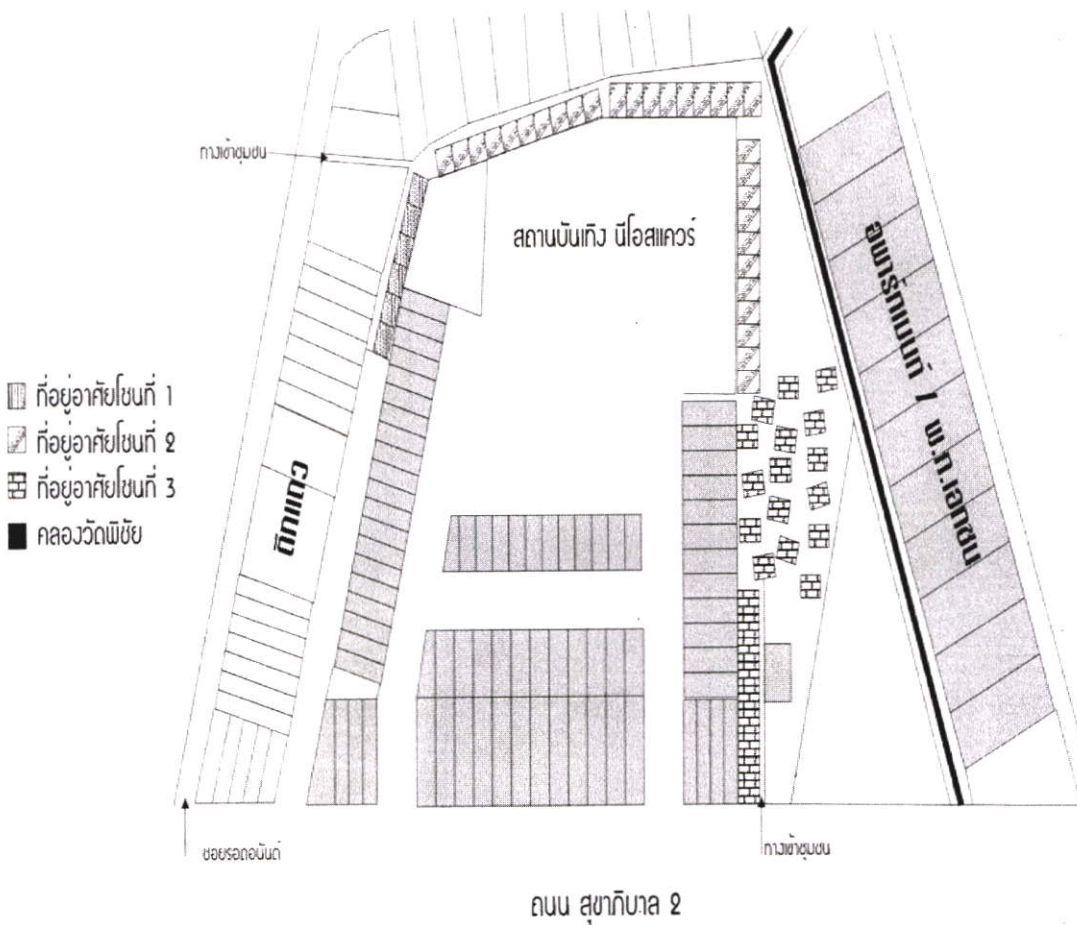 ทางเข้าชุมชน
สถานบันเทิง นีโอสแควร์
อพาร์ทเมนท์ / พ.ท.เอกชน
ที่อยู่อาศัยโซนที่ 1
ที่อยู่อาศัยโซนที่ 2
ที่อยู่อาศัยโซนที่ 3
คลองวัดพิชัย
ตึกแถว
ซอยรอดอนันต์
ทางเข้าชุมชน
ถนน สุขาภิบาล 2